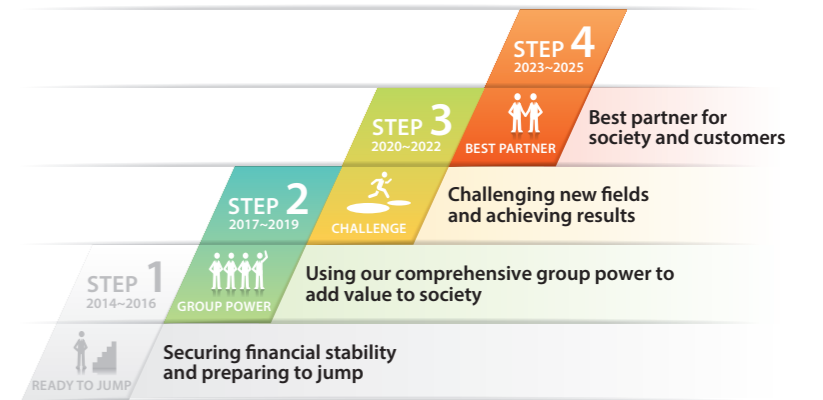 STEP 4
2023~2025
BEST PARTNER
Best partner for
society and customers
STEP 3
2020~2022
CHALLENGE
Challenging new fields
and achieving results
STEP 2
2017~2019
GROUP POWER
Using our comprehensive group power to
add value to society
STEP 1
2014~2016
READY TO JUMP
Securing financial stability
and preparing to jump